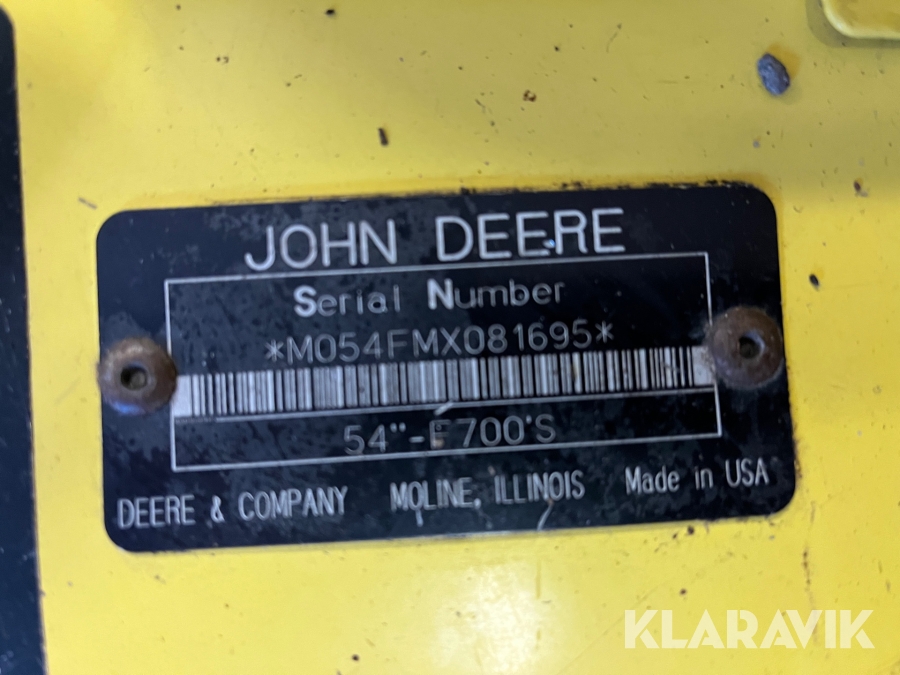 JOHN DEERE
Serial Number
*M054FMX081695*
54"-F700'S
DEERE & COMPANY MOLINE, ILLINOIS Made in USA
KLARAVIK